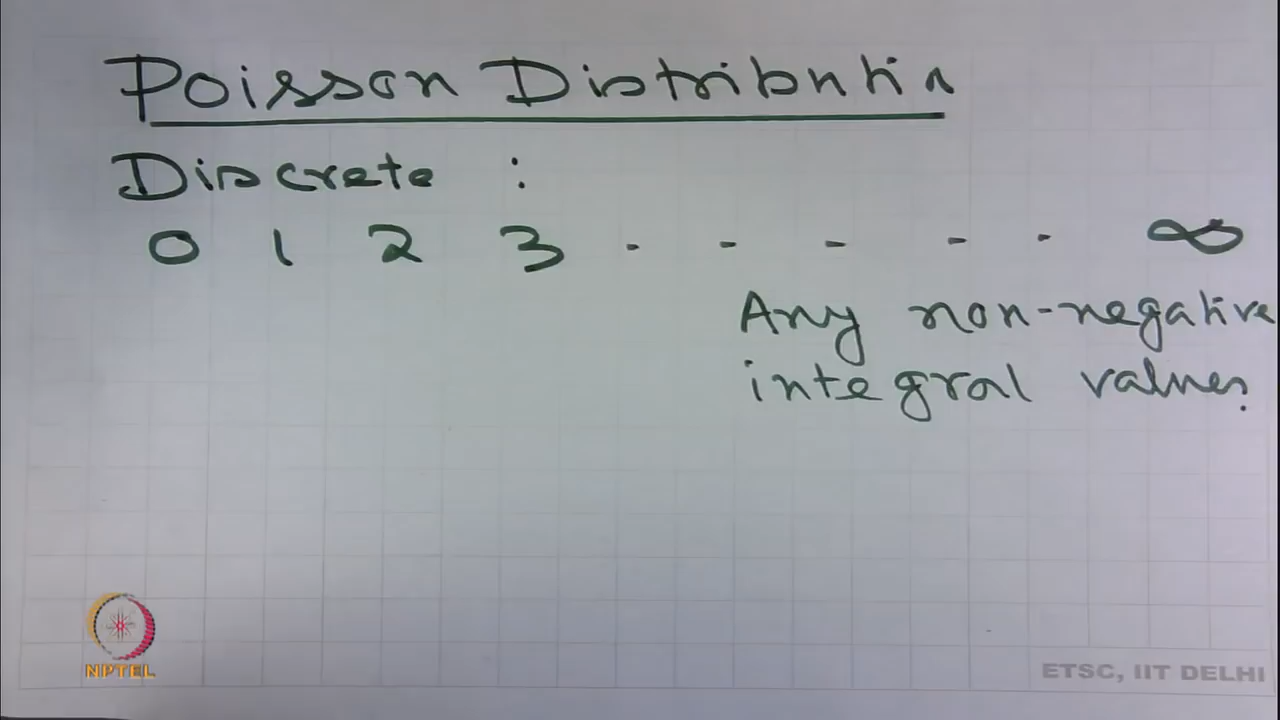 Poisson Distribution
Discrete :
0 1 2 3 . - - - . ∞
Any non-negative
integral values.
NPTEL
ETSC, IIT DELHI